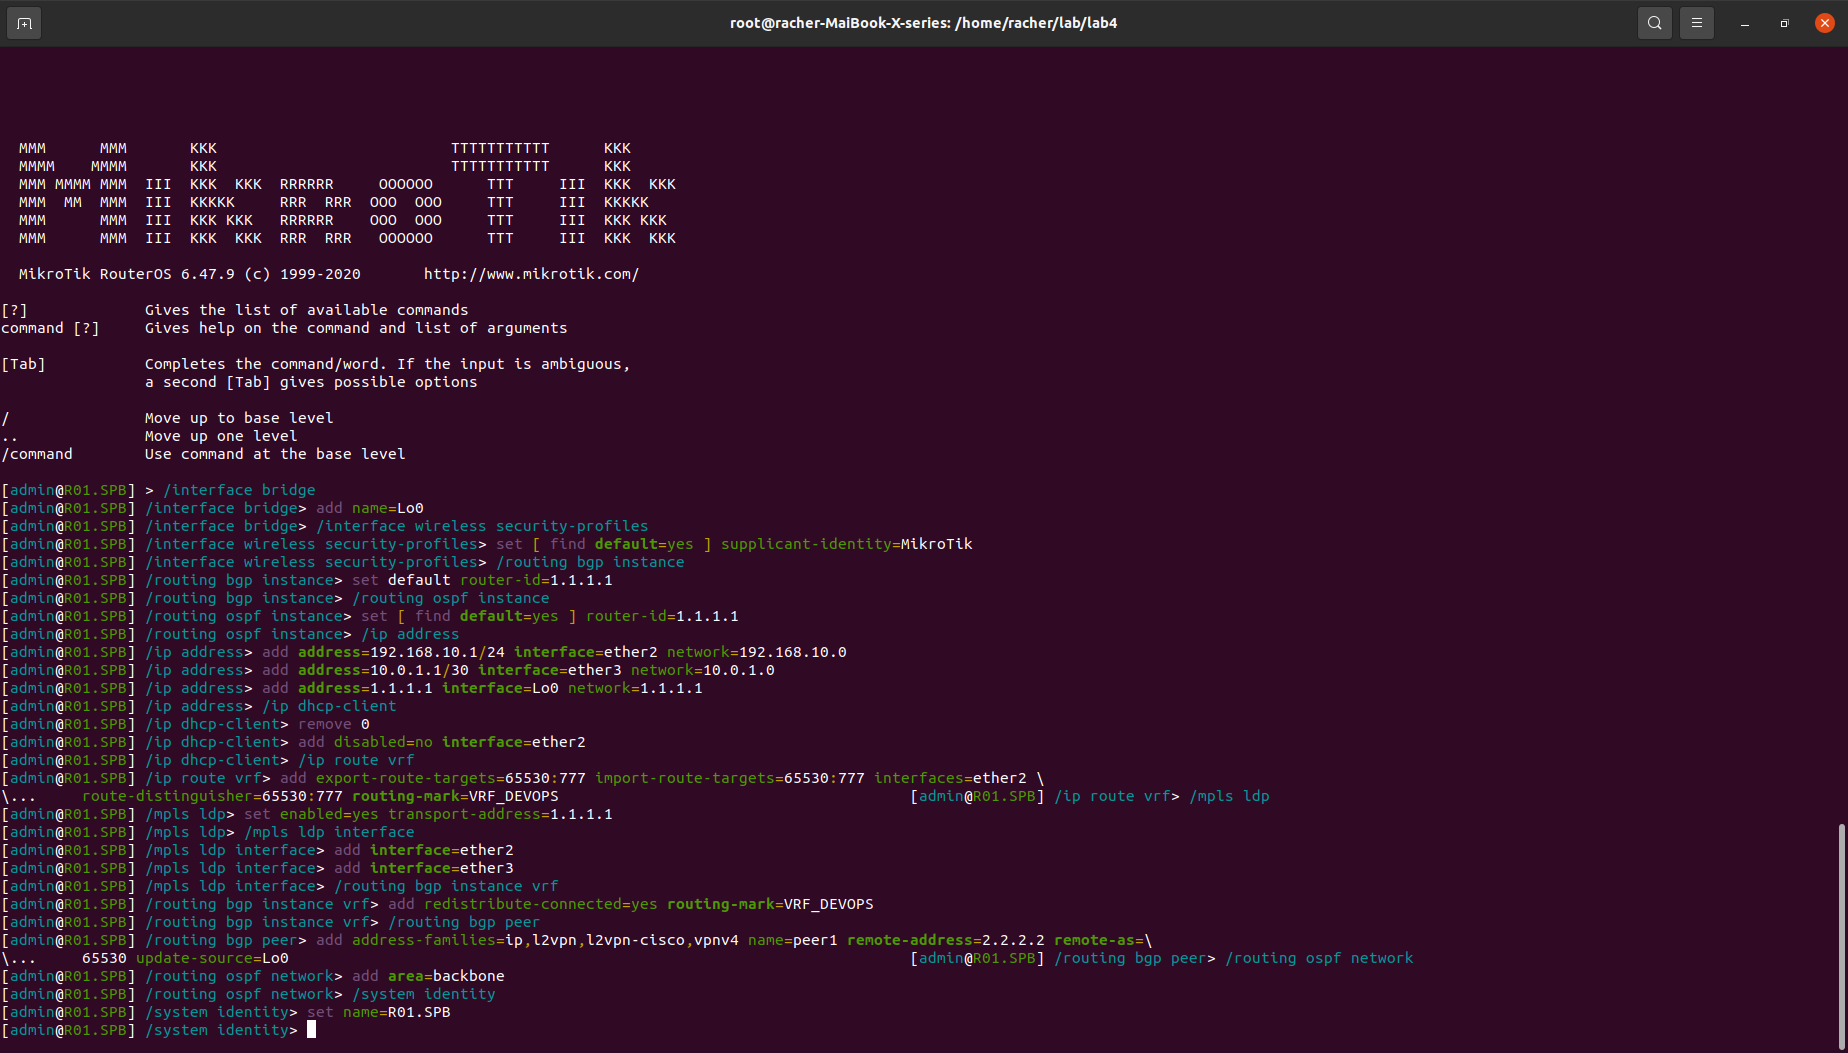 root@racher-MaiBook-X-series: /home/racher/lab/lab4
  MMM      MMM       KKK                          TTTTTTTTTTT      KKK
  MMMM    MMMM       KKK                          TTTTTTTTTTT      KKK
  MMM MMMM MMM  III  KKK  KKK  RRRRRR     OOOOOO      TTT     III  KKK  KKK
  MMM  MM  MMM  III  KKKKK     RRR  RRR  OOO  OOO     TTT     III  KKKKK
  MMM      MMM  III  KKK KKK   RRRRRR    OOO  OOO     TTT     III  KKK KKK
  MMM      MMM  III  KKK  KKK  RRR  RRR   OOOOOO      TTT     III  KKK  KKK
  MikroTik RouterOS 6.47.9 (c) 1999-2020       http://www.mikrotik.com/
[?]             Gives the list of available commands
command [?]     Gives help on the command and list of arguments
[Tab]           Completes the command/word. If the input is ambiguous,
                a second [Tab] gives possible options
/               Move up to base level
..              Move up one level
/command        Use command at the base level
[admin@R01.SPB] > /interface bridge
[admin@R01.SPB] /interface bridge> add name=Lo0
[admin@R01.SPB] /interface bridge> /interface wireless security-profiles
[admin@R01.SPB] /interface wireless security-profiles> set [ find default=yes ] supplicant-identity=MikroTik
[admin@R01.SPB] /interface wireless security-profiles> /routing bgp instance
[admin@R01.SPB] /routing bgp instance> set default router-id=1.1.1.1
[admin@R01.SPB] /routing bgp instance> /routing ospf instance
[admin@R01.SPB] /routing ospf instance> set [ find default=yes ] router-id=1.1.1.1
[admin@R01.SPB] /routing ospf instance> /ip address
[admin@R01.SPB] /ip address> add address=192.168.10.1/24 interface=ether2 network=192.168.10.0
[admin@R01.SPB] /ip address> add address=10.0.1.1/30 interface=ether3 network=10.0.1.0
[admin@R01.SPB] /ip address> add address=1.1.1.1 interface=Lo0 network=1.1.1.1
[admin@R01.SPB] /ip address> /ip dhcp-client
[admin@R01.SPB] /ip dhcp-client> remove 0
[admin@R01.SPB] /ip dhcp-client> add disabled=no interface=ether2
[admin@R01.SPB] /ip dhcp-client> /ip route vrf
[admin@R01.SPB] /ip route vrf> add export-route-targets=65530:777 import-route-targets=65530:777 interfaces=ether2 \
\...     route-distinguisher=65530:777 routing-mark=VRF_DEVOPS                                       [admin@R01.SPB] /ip route vrf> /mpls ldp
[admin@R01.SPB] /mpls ldp> set enabled=yes transport-address=1.1.1.1
[admin@R01.SPB] /mpls ldp> /mpls ldp interface
[admin@R01.SPB] /mpls ldp interface> add interface=ether2
[admin@R01.SPB] /mpls ldp interface> add interface=ether3
[admin@R01.SPB] /mpls ldp interface> /routing bgp instance vrf
[admin@R01.SPB] /routing bgp instance vrf> add redistribute-connected=yes routing-mark=VRF_DEVOPS
[admin@R01.SPB] /routing bgp instance vrf> /routing bgp peer
[admin@R01.SPB] /routing bgp peer> add address-families=ip,l2vpn,l2vpn-cisco,vpnv4 name=peer1 remote-address=2.2.2.2 remote-as=\
\...     65530 update-source=Lo0                                                                     [admin@R01.SPB] /routing bgp peer> /routing ospf network
[admin@R01.SPB] /routing ospf network> add area=backbone
[admin@R01.SPB] /routing ospf network> /system identity
[admin@R01.SPB] /system identity> set name=R01.SPB
[admin@R01.SPB] /system identity>